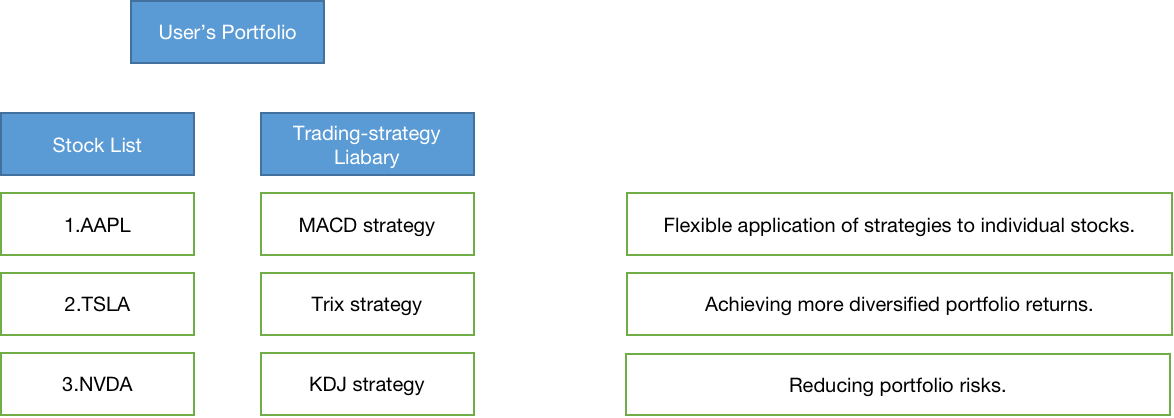 User’s Portfolio
Stock List
Trading-strategy
Liabary
1.AAPL
MACD strategy
Flexible application of strategies to individual stocks.
2.TSLA
Trix strategy
Achieving more diversified portfolio returns.
3.NVDA
KDJ strategy
Reducing portfolio risks.